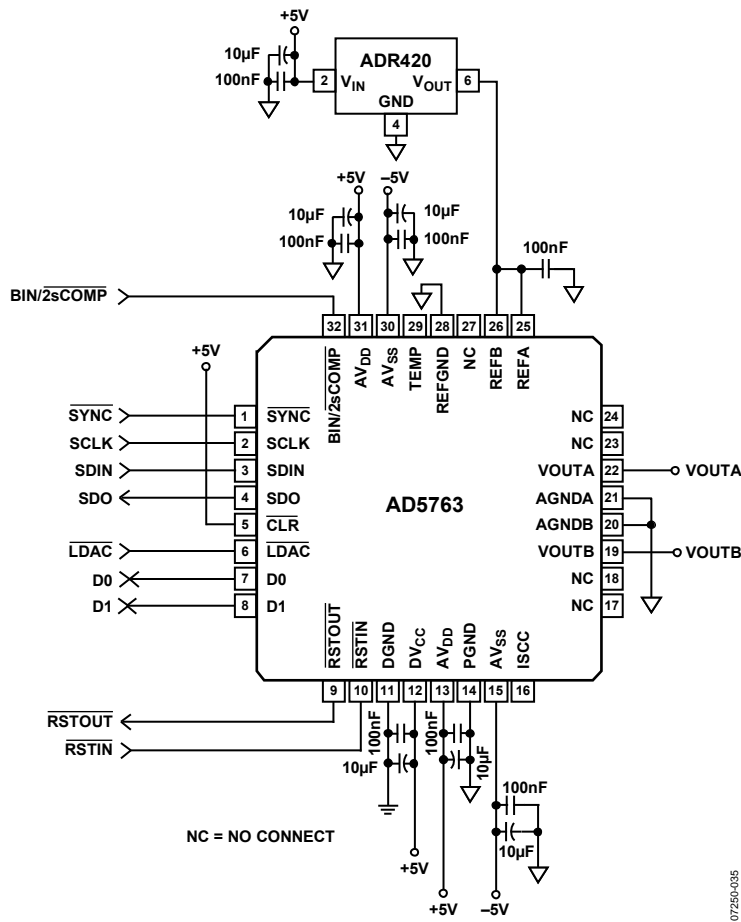 +5V
10µF
100nF
ADR420
2
VIN
VOUT
6
GND
4
+5V
–5V
10µF
100nF
10µF
100nF
100nF
BIN/2sCOMP
32
31
30
29
28
27
26
25
BIN/2sCOMP
AVDD
AVSS
TEMP
REFGND
NC
REFB
REFA
+5V
SYNC
1
SYNC
SCLK
2
SCLK
SDIN
3
SDIN
SDO
4
SDO
5
CLR
LDAC
6
LDAC
D0
7
D0
D1
8
D1
AD5763
NC
24
NC
23
VOUTA
22
VOUTA
AGNDA
21
AGNDB
20
VOUTB
19
VOUTB
NC
18
NC
17
RSTOUT
RSTIN
DGND
DVCC
AVDD
PGND
AVSS
ISCC
9
10
11
12
13
14
15
16
RSTOUT
RSTIN
100nF
10µF
100nF
10µF
100nF
10µF
NC = NO CONNECT
+5V
+5V
–5V
07250-035